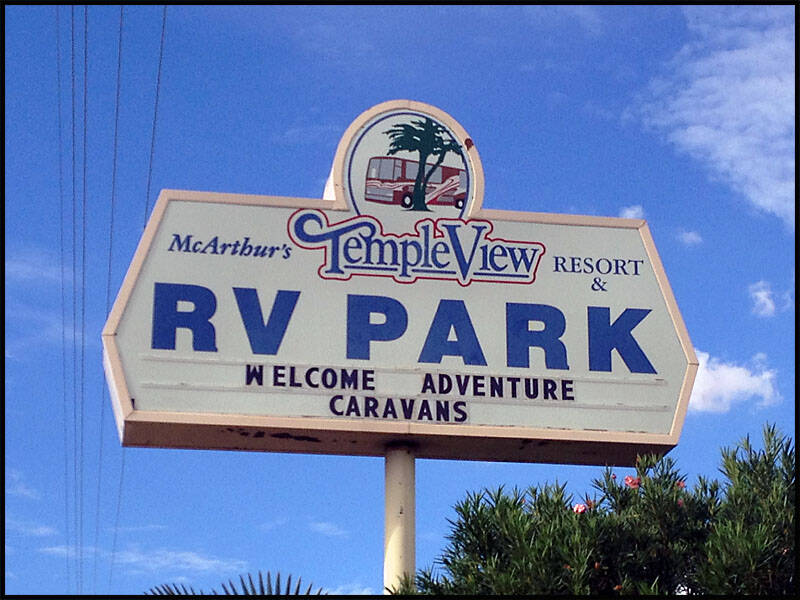 McArthur's TempleView RESORT
&
RV PARK
WELCOME ADVENTURE
CARAVANS